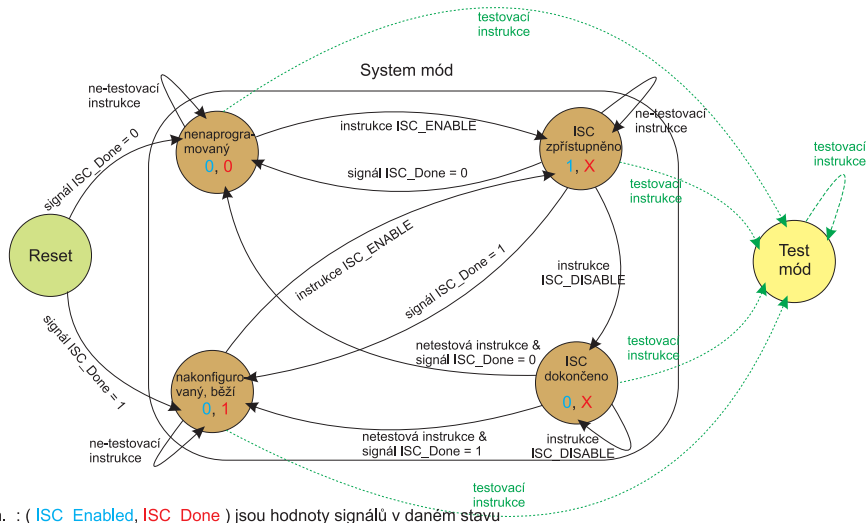 testovací
instrukce
System mód
ne-testovací
instrukce
nenaprogra-
movaný
0, 0
instrukce ISC_ENABLE
signál ISC_Done = 0
ISC
zpřístupněno
1, X
ne-testovací
instrukce
testovací
instrukce
signál ISC_Done = 0
testovací
instrukce
Reset
instrukce ISC_ENABLE
signál ISC_Done = 1
instrukce
ISC_DISABLE
Test
mód
signál ISC_Done = 1
netestová instrukce &
signál ISC_Done = 0
testovací
instrukce
nakonfiguro
vaný, běží
0, 1
ISC
dokončeno
0, X
ne-testovací
instrukce
netestová instrukce &
signál ISC_Done = 1
instrukce
ISC_DISABLE
testovací
instrukce
: ( ISC_Enabled, ISC_Done ) jsou hodnoty signálů v daném stavu